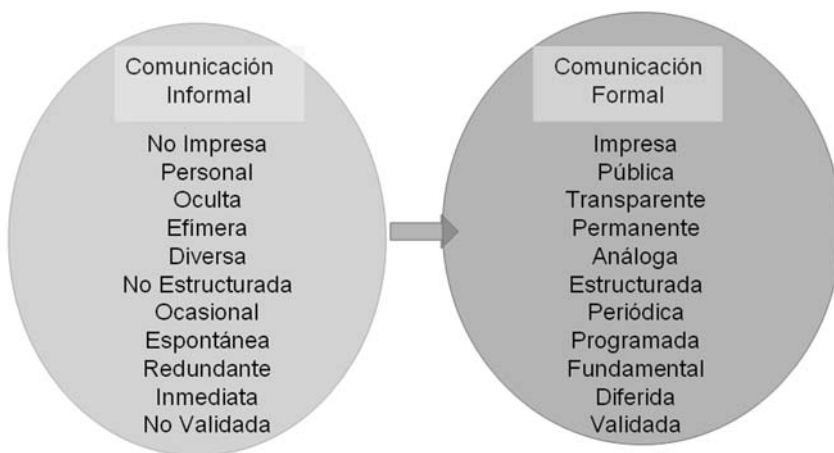 Comunicación
Informal
No Impresa
Personal
Oculta
Efímera
Diversa
No Estructurada
Ocasional
Espontánea
Redundante
Inmediata
No Validada
Comunicación
Formal
Impresa
Pública
Transparente
Permanente
Análoga
Estructurada
Periódica
Programada
Fundamental
Diferida
Validada